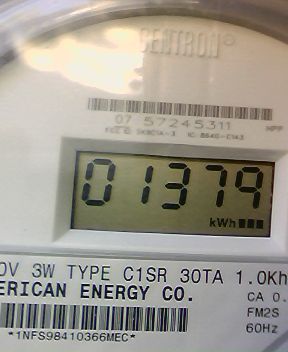 CENTRON®
07 57245311
01379
kWh
0V 3W TYPE C1SR 30TA 1.0Kh
ERICAN ENERGY CO.
CA 0.
FM2S
60Hz
*1NFS98410366MEC*